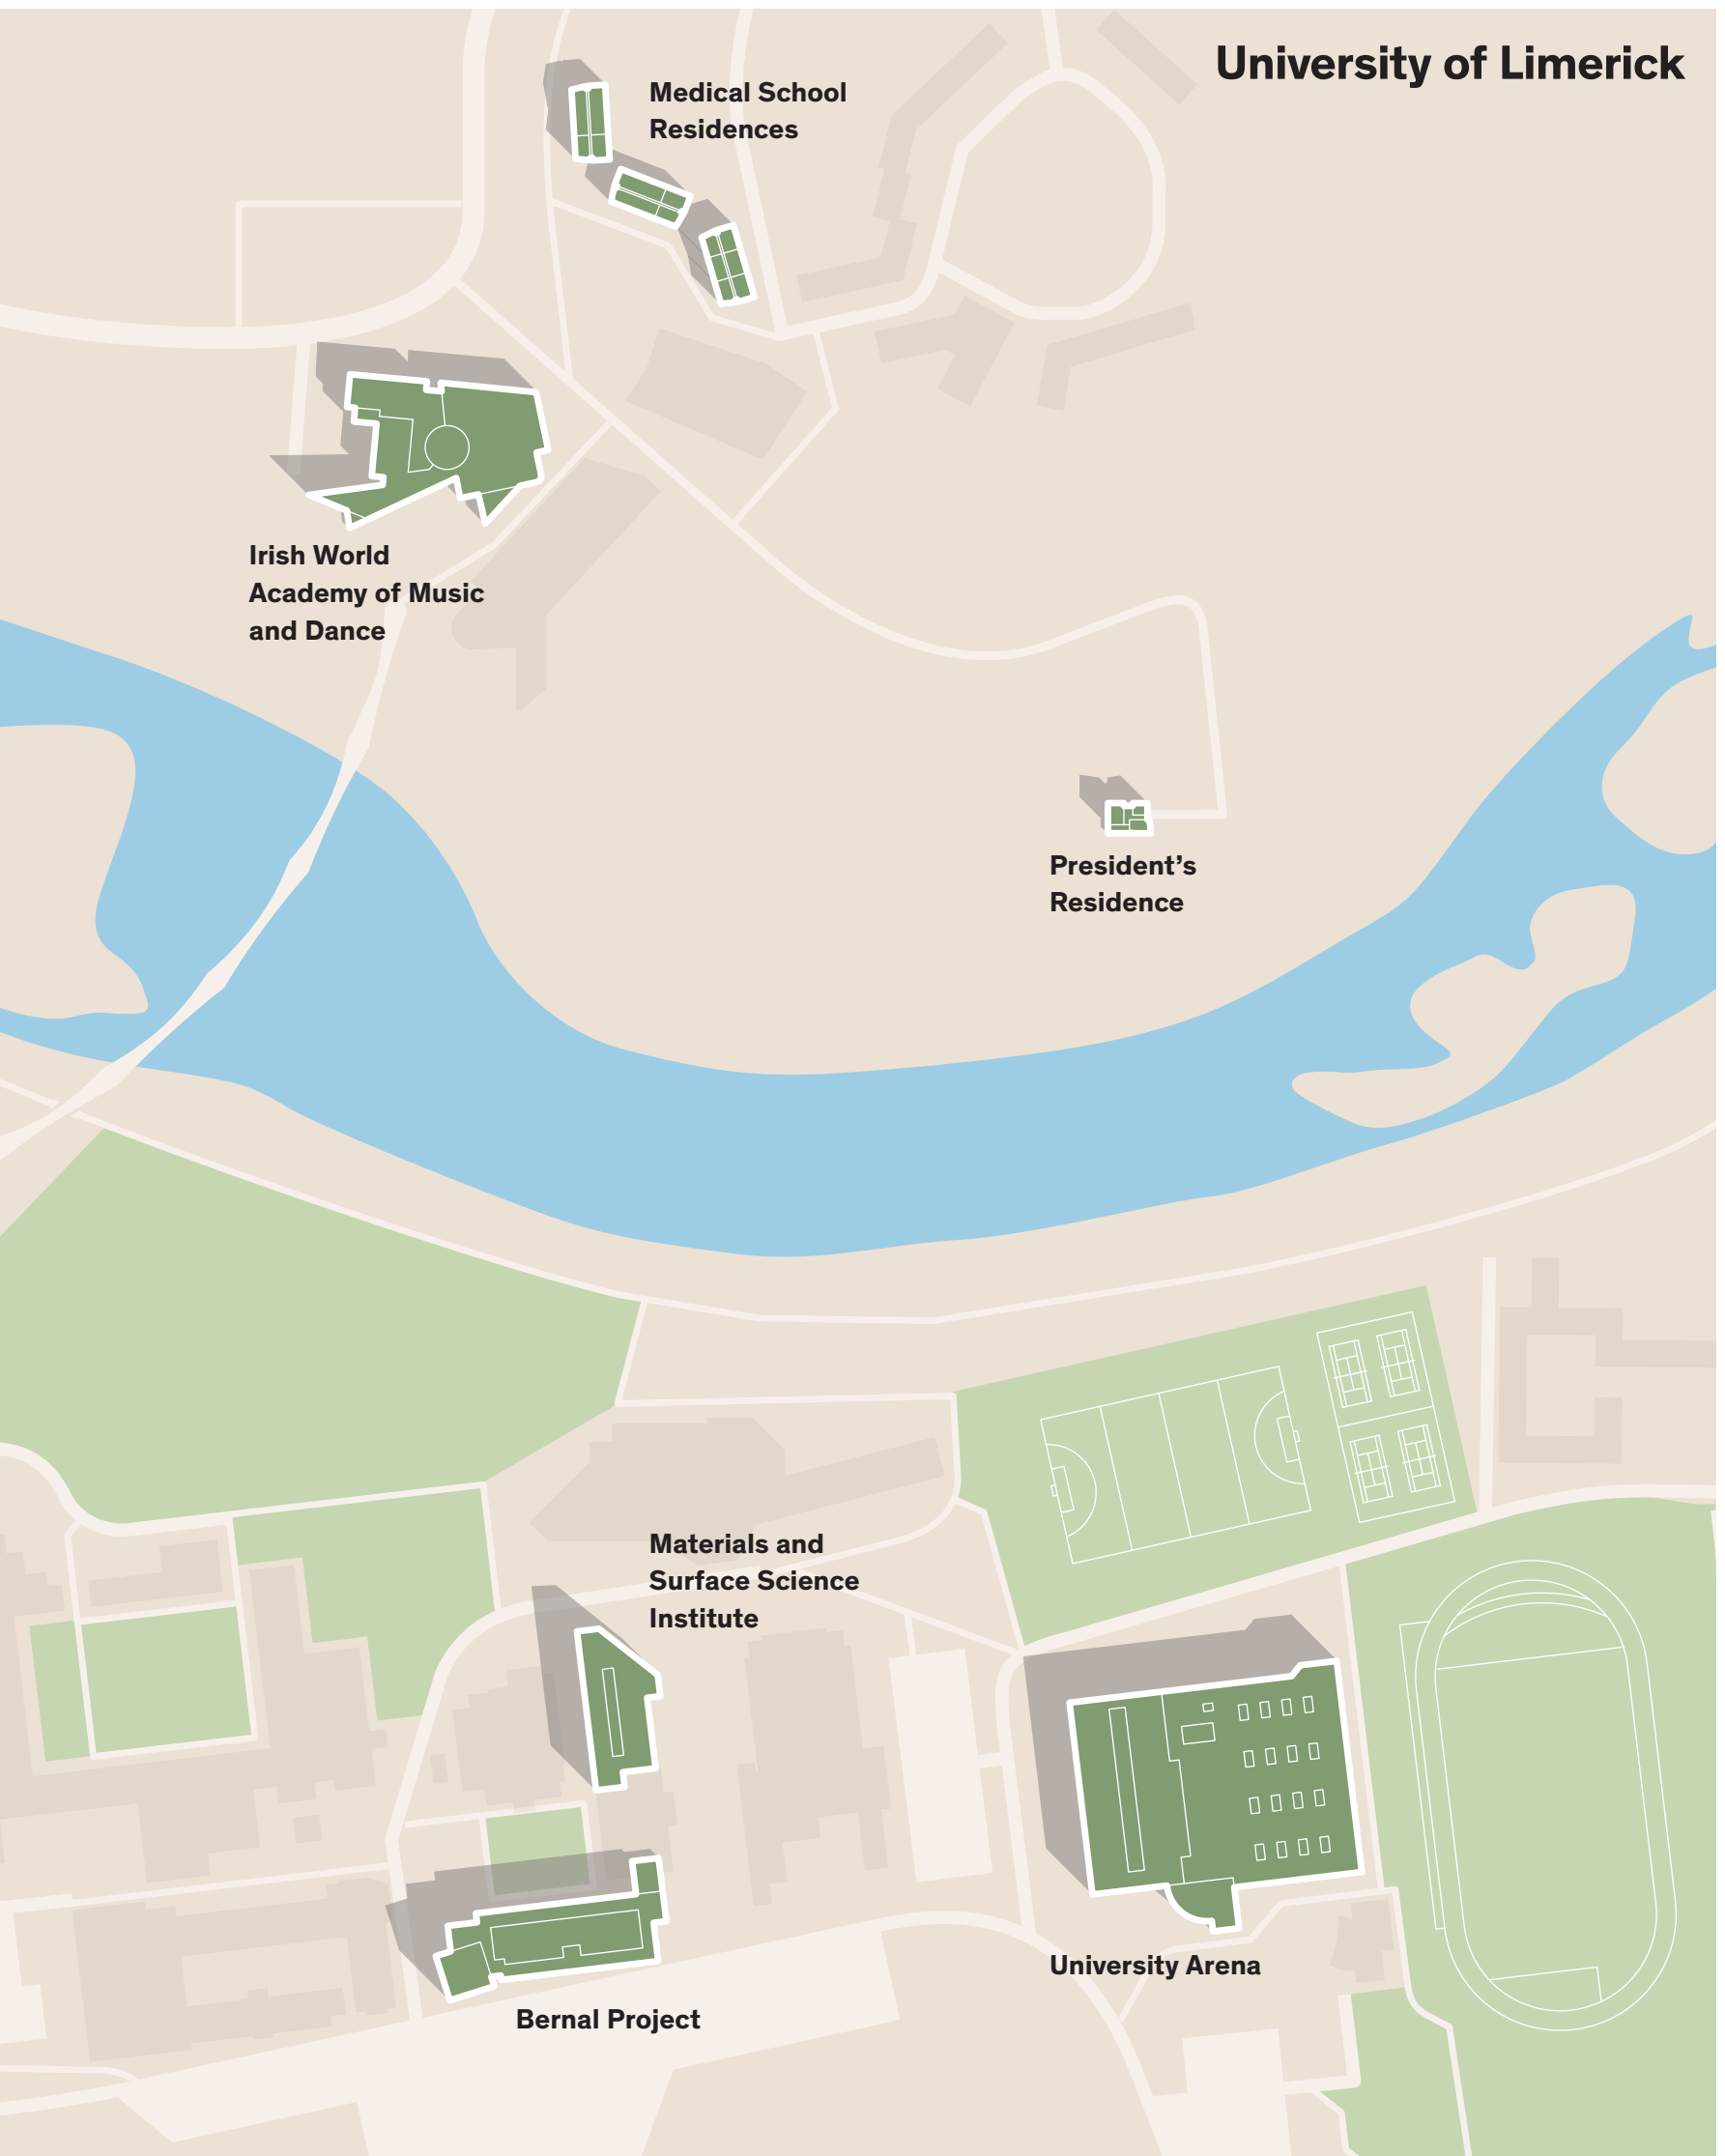 University of Limerick
Medical School
Residences
Irish World
Academy of Music
and Dance
President’s
Residence
Materials and
Surface Science
Institute
University Arena
Bernal Project